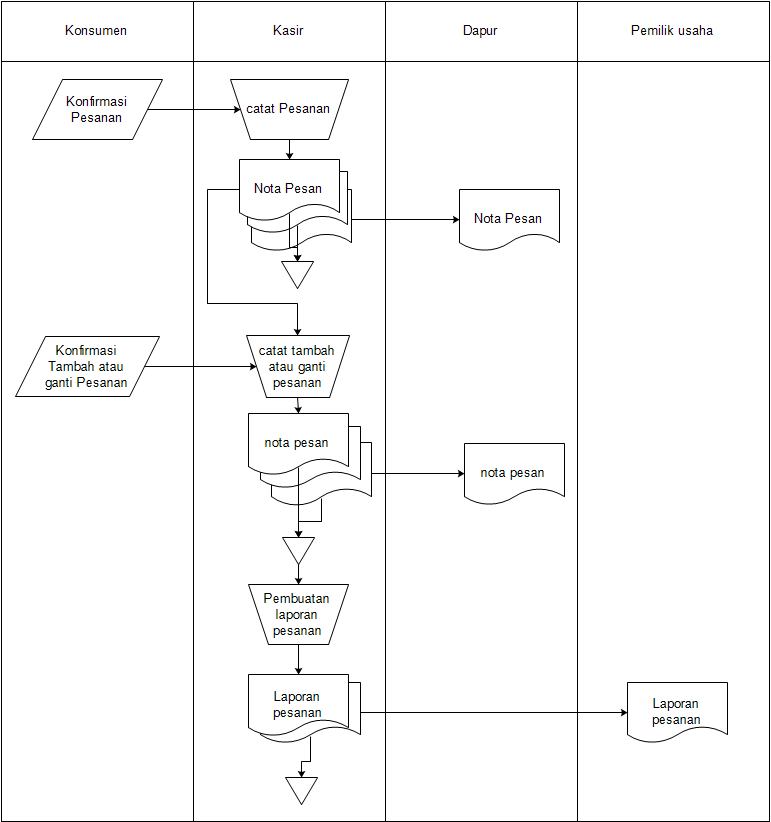 Konsumen
Kasir
Dapur
Pemilik usaha
Konfirmasi
Pesanan
catat Pesanan
Nota Pesan
Nota Pesan
Konfirmasi
Tambah atau
ganti Pesanan
catat tambah
atau ganti
pesanan
nota pesan
nota pesan
Pembuatan
laporan
pesanan
Laporan
pesanan
Laporan
pesanan